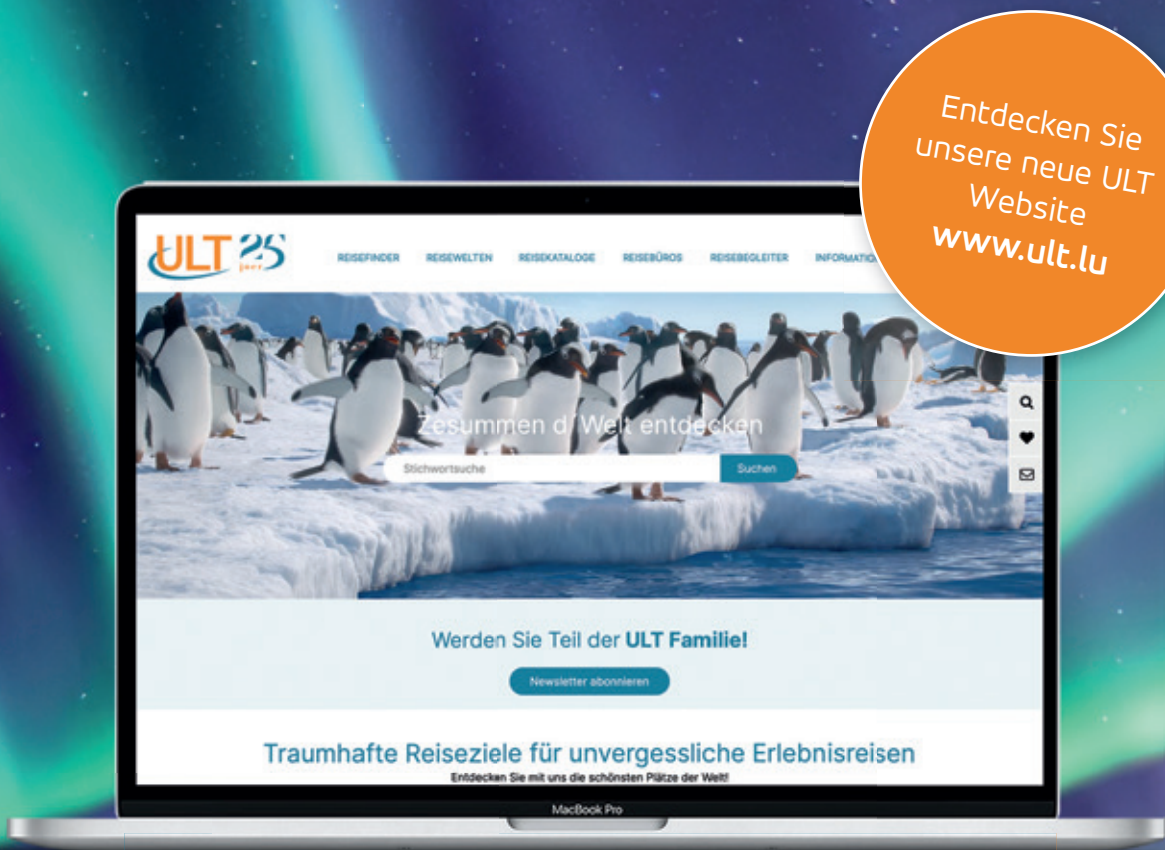 Entdecken Sie
unsere neue ULT
Website
www.ult.lu
ULT 25
joer
REISEFINDER REISEWELTEN REISEKATALOGE REISEBÜROS REISEBEGLEITER INFORMATION
Zesummen d'Welt entdecken
Stichwortsuche Suchen
Werden Sie Teil der ULT Familie!
Newsletter abonnieren
Traumhafte Reiseziele für unvergessliche Erlebnisreisen
Entdecken Sie mit uns die schönsten Plätze der Welt!
MacBook Pro